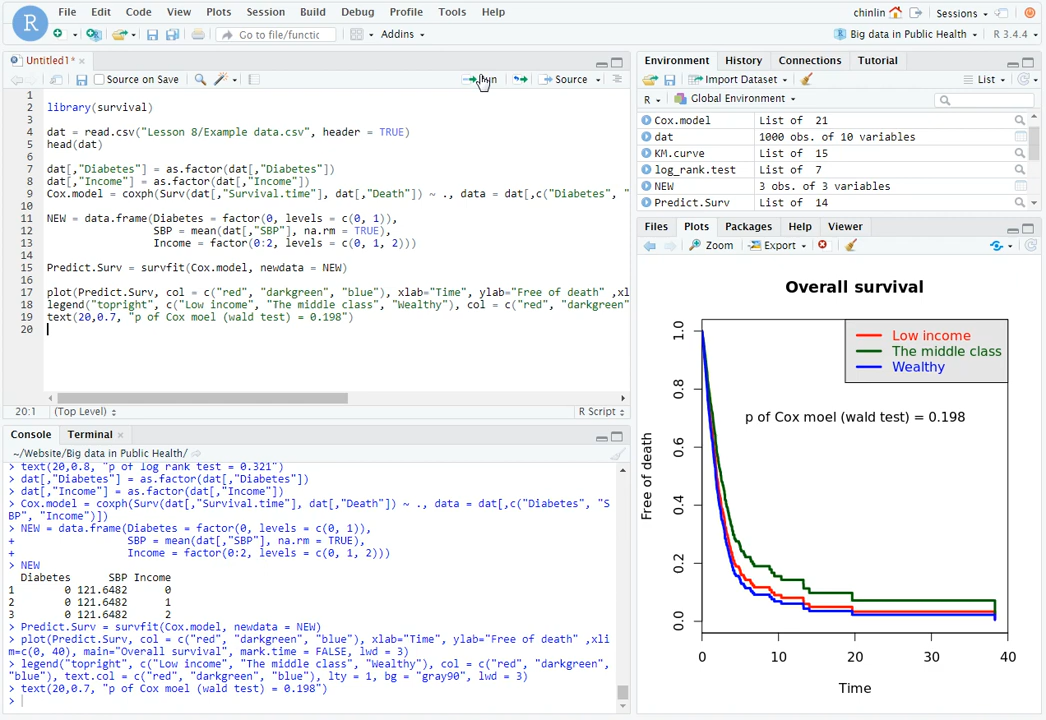 File Edit Code View Plots Session Build Debug Profile Tools Help
chinlin Sessions
Go to file/functic
Addins
Big data in Public Health
R 3.4.4
Untitled1*
Source on Save
Run
Source
1
2 library(survival)
3
4 dat = read.csv("Lesson 8/Example data.csv", header = TRUE)
5 head(dat)
6
7 dat[,"Diabetes"] = as.factor(dat[,"Diabetes"])
8 dat[,"Income"] = as.factor(dat[,"Income"])
9 Cox.model = coxph(Surv(dat[,"Survival.time"], dat[,"Death"]) ~ ., data = dat[,c("Diabetes", "
10
11 NEW = data.frame(Diabetes = factor(0, levels = c(0, 1)),
12 SBP = mean(dat[,"SBP"], na.rm = TRUE),
13 Income = factor(0:2, levels = c(0, 1, 2)))
14
15 Predict.Surv = survfit(Cox.model, newdata = NEW)
16
17 plot(Predict.Surv, col = c("red", "darkgreen", "blue"), xlab="Time", ylab="Free of death" ,xl
18 legend("topright", c("Low income", "The middle class", "Wealthy"), col = c("red", "darkgreen"
19 text(20,0.7, "p of Cox moel (wald test) = 0.198")
20
20:1 (Top Level) R Script
Console Terminal
~/Website/Big data in Public Health/
> text(20,0.8, "p of log rank test = 0.321")
> dat[,"Diabetes"] = as.factor(dat[,"Diabetes"])
> dat[,"Income"] = as.factor(dat[,"Income"])
> Cox.model = coxph(Surv(dat[,"Survival.time"], dat[,"Death"]) ~ ., data = dat[,c("Diabetes", "S
BP", "Income")])
> NEW = data.frame(Diabetes = factor(0, levels = c(0, 1)),
+ SBP = mean(dat[,"SBP"], na.rm = TRUE),
+ Income = factor(0:2, levels = c(0, 1, 2)))
> NEW
Diabetes SBP Income
1 0 121.6482 0
2 0 121.6482 1
3 0 121.6482 2
> Predict.Surv = survfit(Cox.model, newdata = NEW)
> plot(Predict.Surv, col = c("red", "darkgreen", "blue"), xlab="Time", ylab="Free of death" ,xli
m=c(0, 40), main="Overall survival", mark.time = FALSE, lwd = 3)
> legend("topright", c("Low income", "The middle class", "Wealthy"), col = c("red", "darkgreen",
"blue"), text.col = c("red", "darkgreen", "blue"), lty = 1, bg = "gray90", lwd = 3)
> text(20,0.7, "p of Cox moel (wald test) = 0.198")
>
Environment History Connections Tutorial
Import Dataset
List
R Global Environment
Cox.model List of 21
dat 1000 obs. of 10 variables
KM.curve List of 15
log_rank.test List of 7
NEW 3 obs. of 3 variables
Predict.Surv List of 14
Files Plots Packages Help Viewer
Zoom Export
Overall survival
Low income
The middle class
Wealthy
p of Cox moel (wald test) = 0.198
Free of death
1.0
0.8
0.6
0.4
0.2
0.0
0 10 20 30 40
Time